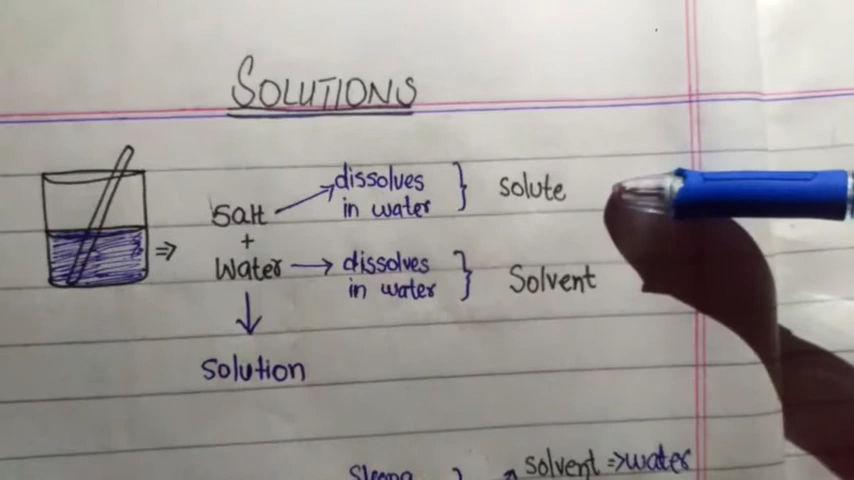 SOLUTIONS
Salt → dissolves in water } solute
+
⇒ Water → dissolves in water } Solvent
↓
solution
solvent ⇒ water